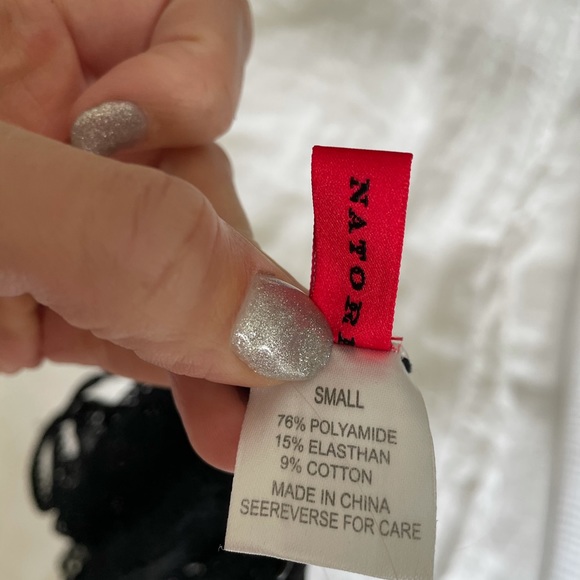 NATORI
SMALL
76% POLYAMIDE
15% ELASTHAN
9% COTTON
MADE IN CHINA
SEEREVERSE FOR CARE